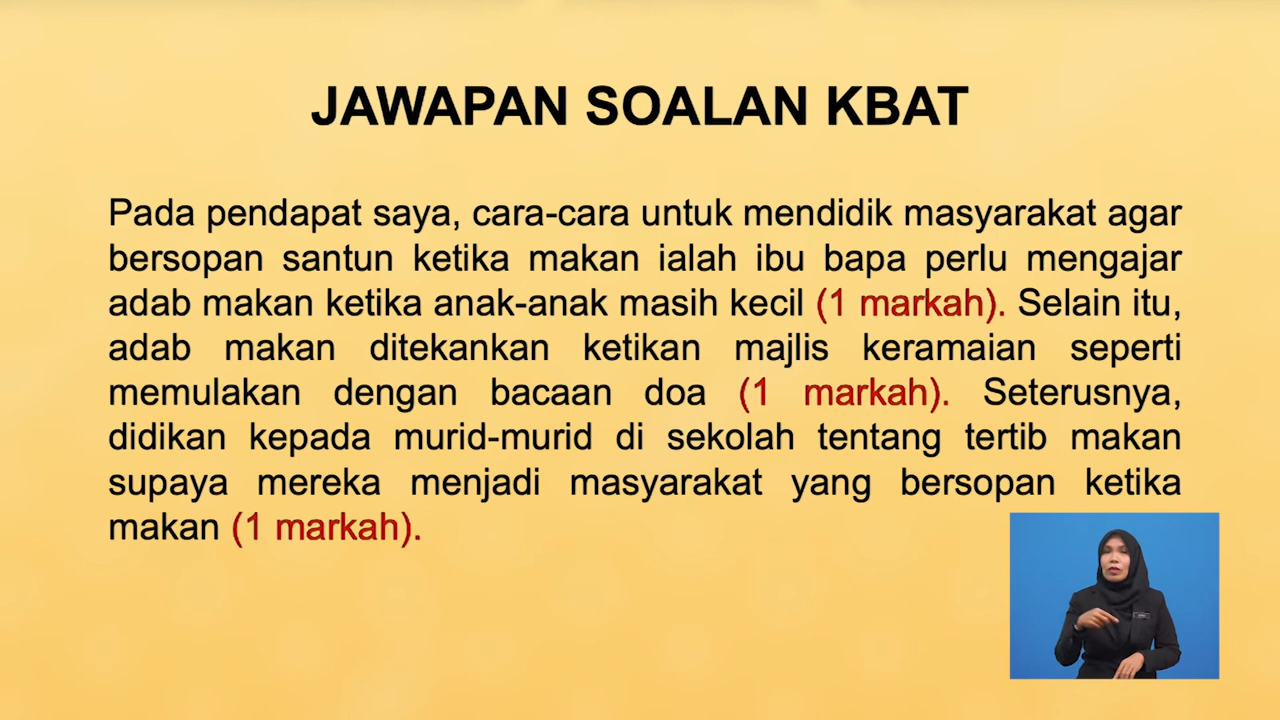 JAWAPAN SOALAN KBAT
Pada pendapat saya, cara-cara untuk mendidik masyarakat agar
bersopan santun ketika makan ialah ibu bapa perlu mengajar
adab makan ketika anak-anak masih kecil (1 markah). Selain itu,
adab makan ditekankan ketikan majlis keramaian seperti
memulakan dengan bacaan doa (1 markah). Seterusnya,
didikan kepada murid-murid di sekolah tentang tertib makan
supaya mereka menjadi masyarakat yang bersopan ketika
makan (1 markah).